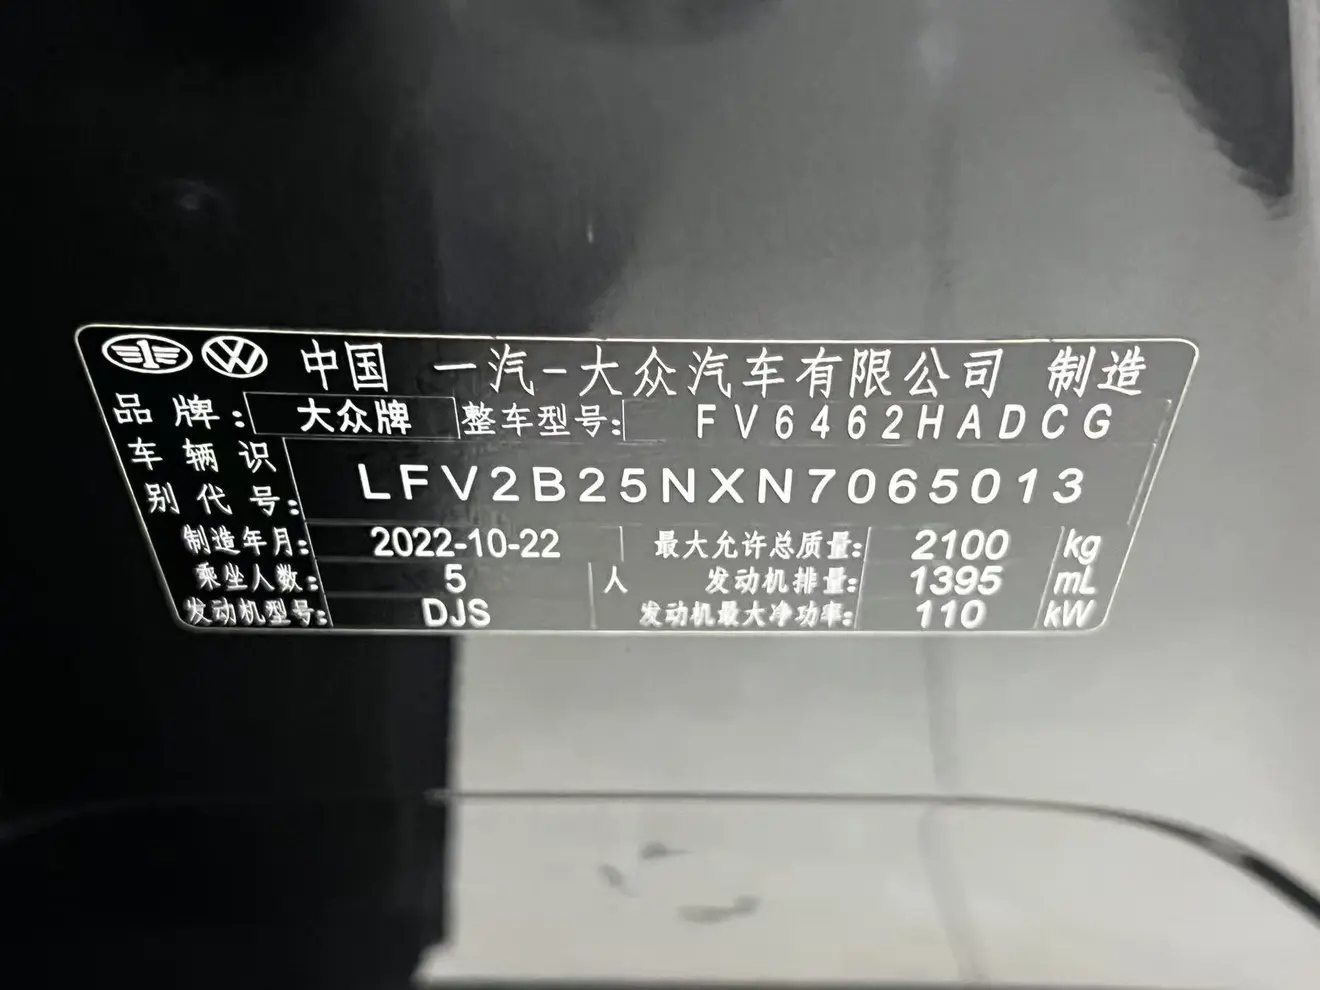 中国 一汽-大众汽车有限公司 制造
品牌: 大众牌 整车型号: FV6462HADCG
车辆识别代号: LFV2B25NXN7065013
制造年月: 2022-10-22 最大允许总质量: 2100 kg
乘坐人数: 5 人 发动机排量: 1395 mL
发动机型号: DJS 发动机最大净功率: 110 kW